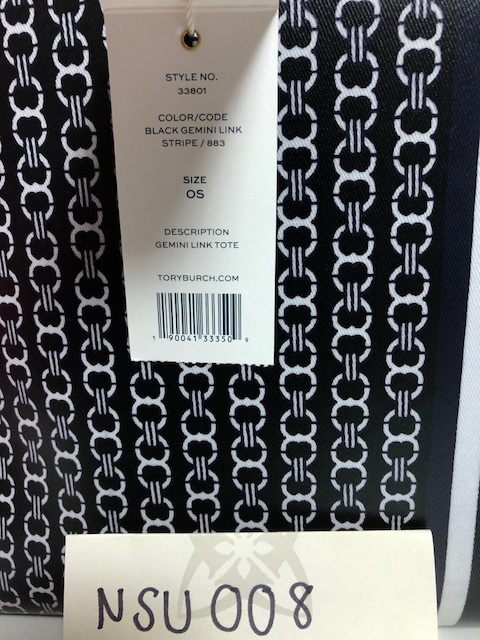 STYLE NO.
33801
COLOR/CODE
BLACK GEMINI LINK
STRIPE / 883
SIZE
OS
DESCRIPTION
GEMINI LINK TOTE
TORYBURCH.COM
1 90041 33350 9
NSU008